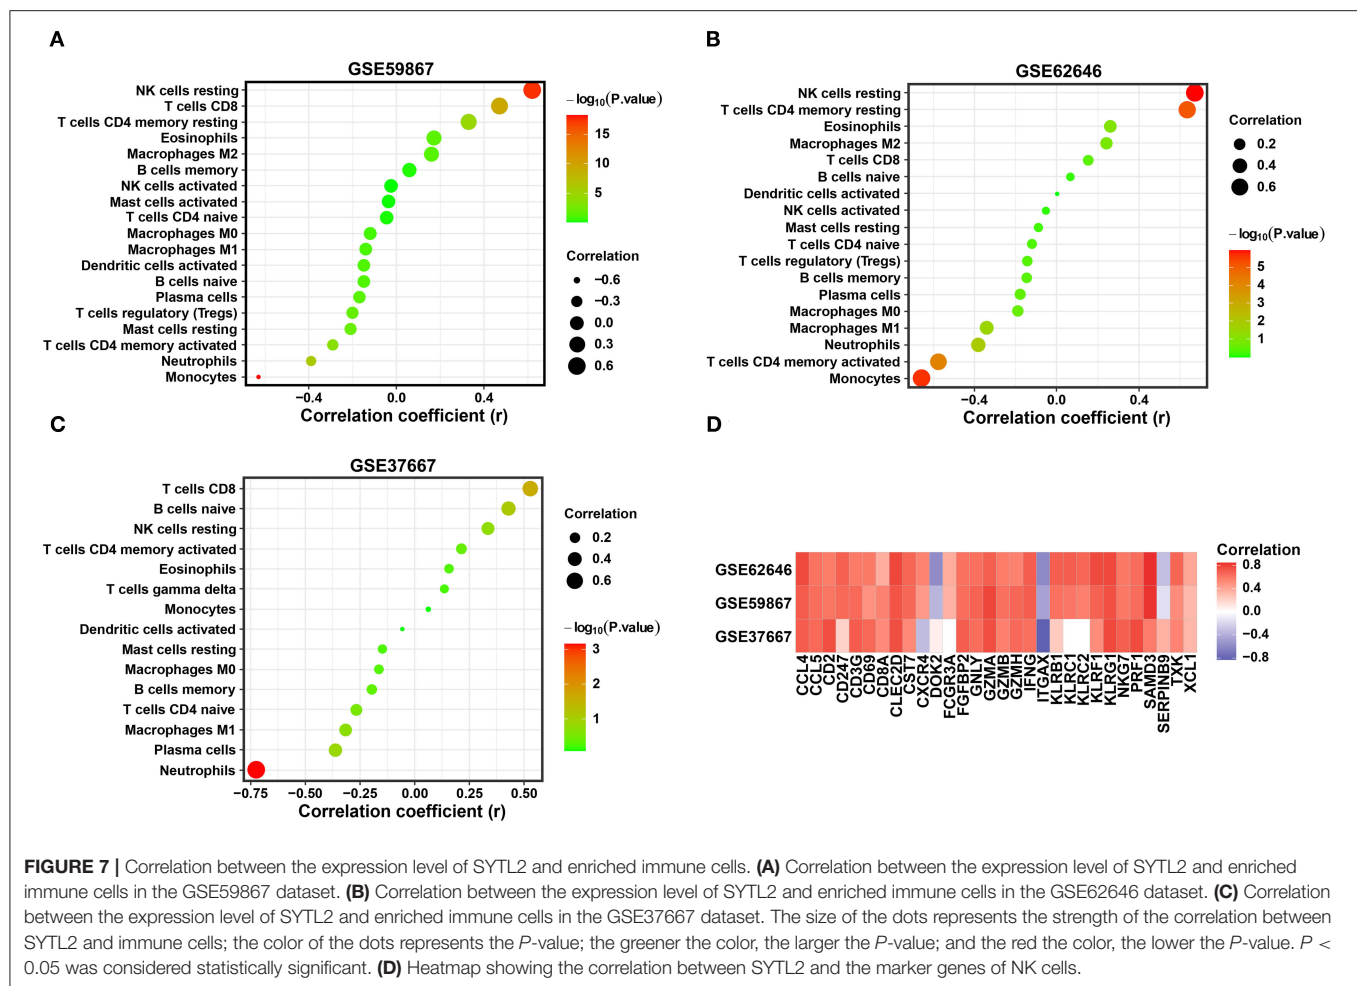 A
GSE59867
NK cells resting
T cells CD8
T cells CD4 memory resting
Eosinophils
Macrophages M2
B cells memory
NK cells activated
Mast cells activated
T cells CD4 naive
Macrophages M0
Macrophages M1
Dendritic cells activated
B cells naive
Plasma cells
T cells regulatory (Tregs)
Mast cells resting
T cells CD4 memory activated
Neutrophils
Monocytes
−0.4 0.0 0.4
Correlation coefficient (r)
−log10(P.value)
15
10
5
Correlation
−0.6
−0.3
0.0
0.3
0.6
B
GSE62646
NK cells resting
T cells CD4 memory resting
Eosinophils
Macrophages M2
T cells CD8
B cells naive
Dendritic cells activated
NK cells activated
Mast cells resting
T cells CD4 naive
T cells regulatory (Tregs)
B cells memory
Plasma cells
Macrophages M0
Macrophages M1
Neutrophils
T cells CD4 memory activated
Monocytes
−0.4 0.0 0.4
Correlation coefficient (r)
Correlation
0.2
0.4
0.6
−log10(P.value)
5
4
3
2
1
C
GSE37667
T cells CD8
B cells naive
NK cells resting
T cells CD4 memory activated
Eosinophils
T cells gamma delta
Monocytes
Dendritic cells activated
Mast cells resting
Macrophages M0
B cells memory
T cells CD4 naive
Macrophages M1
Plasma cells
Neutrophils
−0.75 −0.50 −0.25 0.00 0.25 0.50
Correlation coefficient (r)
Correlation
0.2
0.4
0.6
−log10(P.value)
3
2
1
D
GSE62646
GSE59867
GSE37667
CCL4
CCL5
CD2
CD247
CD3G
CD69
CD8A
CLEC2D
CST7
CXCR4
DOK2
FCGR3A
FGFBP2
GNLY
GZMA
GZMB
GZMH
IFNG
ITGAX
KLRB1
KLRC1
KLRC2
KLRF1
KLRG1
NKG7
PRF1
SAMD3
SERPINB9
TXK
XCL1
Correlation
0.8
0.4
0.0
−0.4
−0.8
FIGURE 7 | Correlation between the expression level of SYTL2 and enriched immune cells. (A) Correlation between the expression level of SYTL2 and enriched
immune cells in the GSE59867 dataset. (B) Correlation between the expression level of SYTL2 and enriched immune cells in the GSE62646 dataset. (C) Correlation
between the expression level of SYTL2 and enriched immune cells in the GSE37667 dataset. The size of the dots represents the strength of the correlation between
SYTL2 and immune cells; the color of the dots represents the P-value; the greener the color, the larger the P-value; and the red the color, the lower the P-value. P <
0.05 was considered statistically significant. (D) Heatmap showing the correlation between SYTL2 and the marker genes of NK cells.